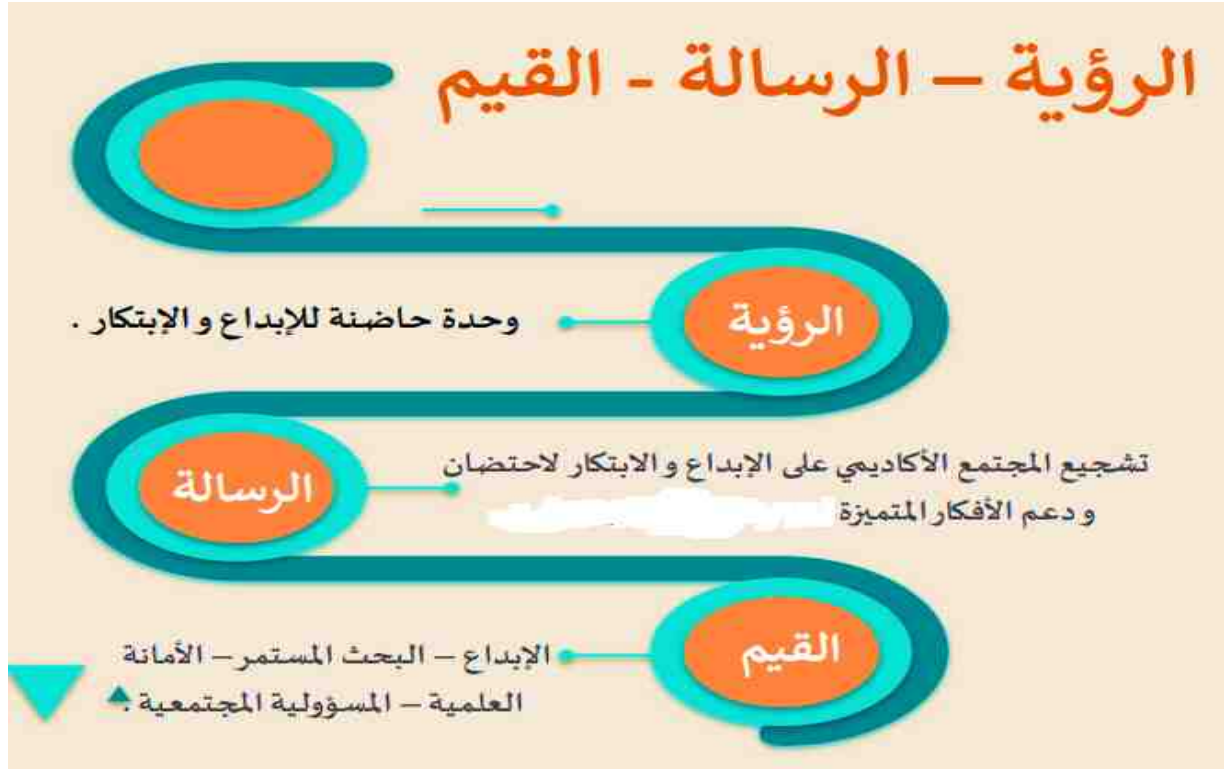 الرؤية – الرسالة - القيم
الرؤية
وحدة حاضنة للإبداع و الإبتكار .
الرسالة
تشجيع المجتمع الأكاديمي على الإبداع و الابتكار لاحتضان
و دعم الأفكار المتميزة
القيم
الإبداع – البحث المستمر – الأمانة
العلمية – المسؤولية المجتمعية .